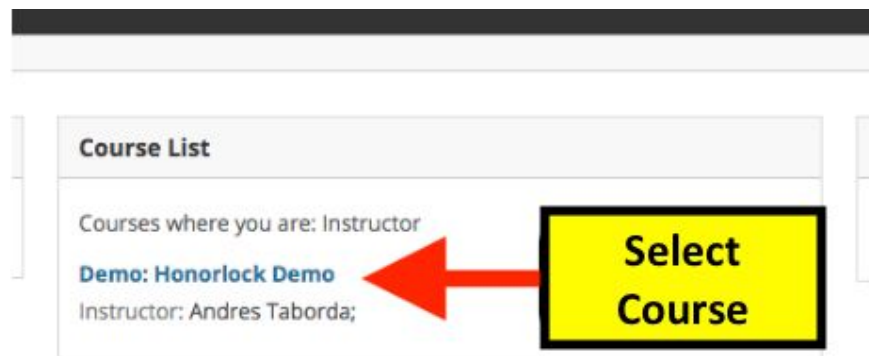 Course List
Courses where you are: Instructor
Demo: Honorlock Demo
Instructor: Andres Taborda;
Select
Course